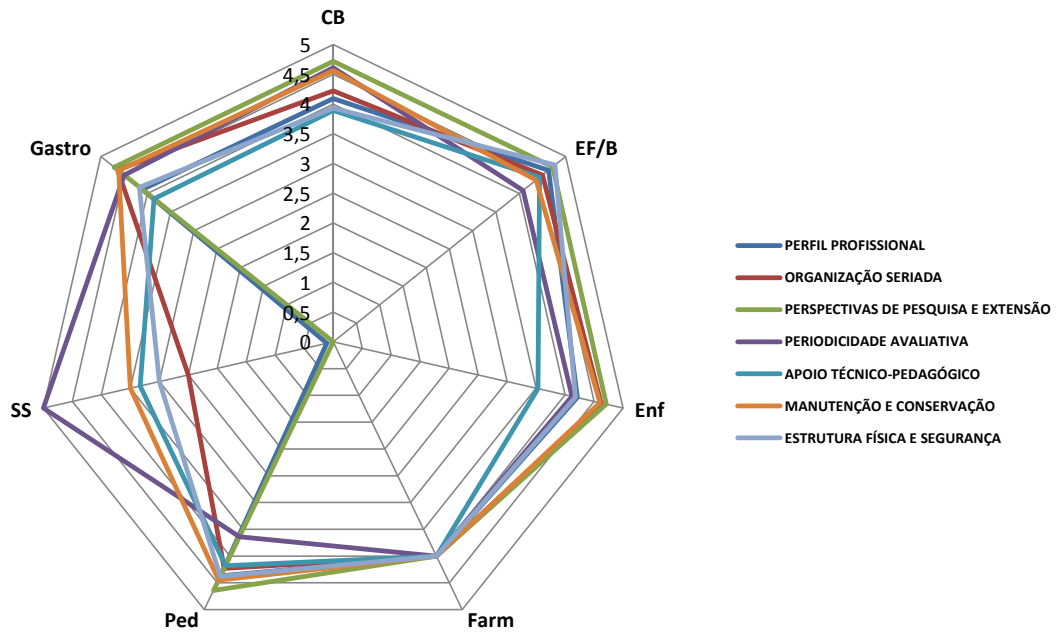 CB
5
4,5
4
3,5
3
2,5
2
1,5
1
0,5
0
EF/B
Enf
Farm
Ped
SS
Gastro
PERFIL PROFISSIONAL
ORGANIZAÇÃO SERIADA
PERSPECTIVAS DE PESQUISA E EXTENSÃO
PERIODICIDADE AVALIATIVA
APOIO TÉCNICO-PEDAGÓGICO
MANUTENÇÃO E CONSERVAÇÃO
ESTRUTURA FÍSICA E SEGURANÇA